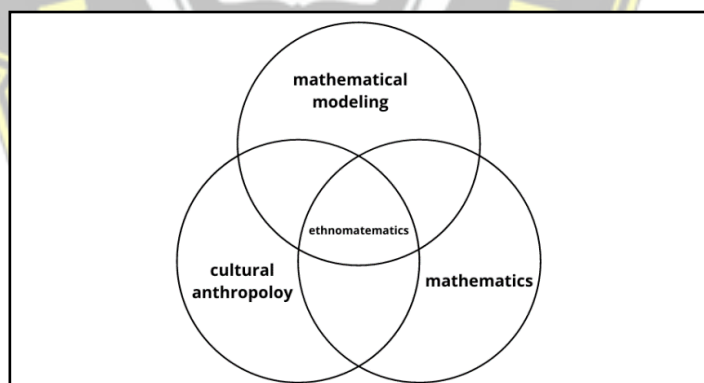 mathematical
modeling
ethnomatematics
cultural
anthropoloy
mathematics